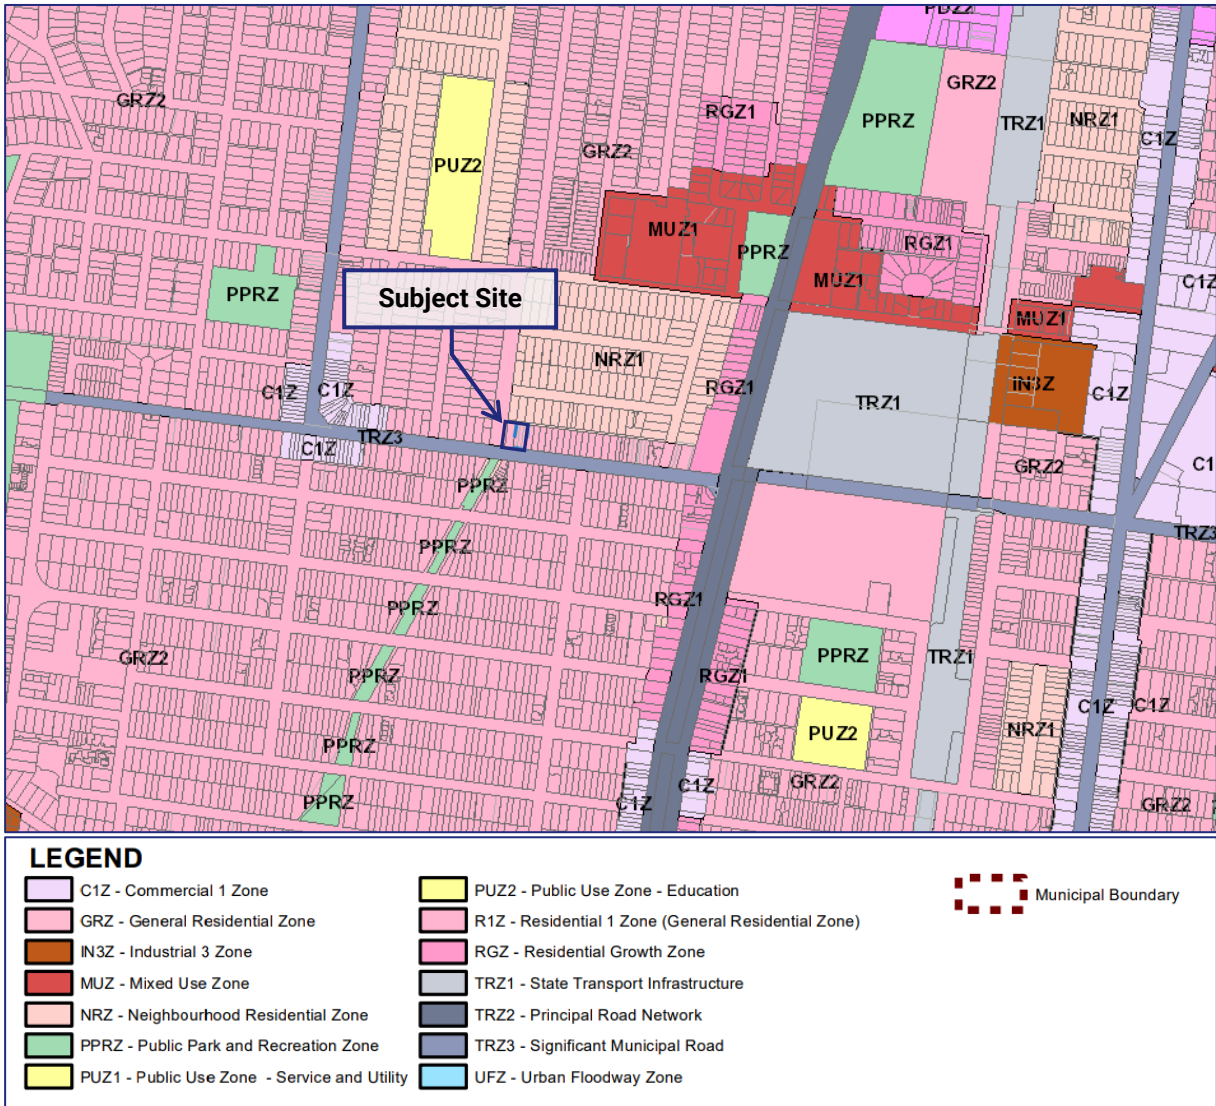 PDZ2
GRZ2
GRZ2
PPRZ
TRZ1
NRZ1
C1Z
RGZ1
GRZ2
PUZ2
MUZ1
PPRZ
RGZ1
MUZ1
C1Z
PPRZ
Subject Site
MUZ1
NRZ1
RGZ1
TRZ1
IN3Z
C1Z
C1Z
C1Z
TRZ3
C1Z
GRZ2
C1
PPRZ
TRZ3
PPRZ
PPRZ
RGZ1
GRZ2
PPRZ
RGZ1
PPRZ
TRZ1
C1Z
C1Z
PPRZ
PUZ2
NRZ1
PPRZ
C1Z
C1Z
GRZ2
GRZ2
LEGEND
C1Z - Commercial 1 Zone
GRZ - General Residential Zone
IN3Z - Industrial 3 Zone
MUZ - Mixed Use Zone
NRZ - Neighbourhood Residential Zone
PPRZ - Public Park and Recreation Zone
PUZ1 - Public Use Zone - Service and Utility
PUZ2 - Public Use Zone - Education
R1Z - Residential 1 Zone (General Residential Zone)
RGZ - Residential Growth Zone
TRZ1 - State Transport Infrastructure
TRZ2 - Principal Road Network
TRZ3 - Significant Municipal Road
UFZ - Urban Floodway Zone
Municipal Boundary